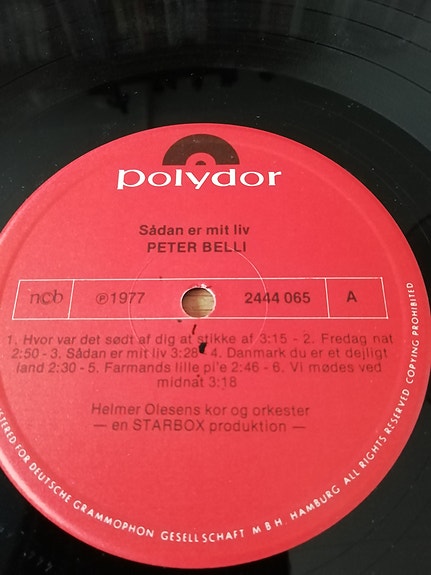 polydor
Sådan er mit liv
PETER BELLI
ncb ℗1977 2444 065 A
1. Hvor var det sødt af dig at stikke af 3:15 - 2. Fredag nat
2:50 - 3. Sådan er mit liv 3:28 - 4. Danmark du er et dejligt
land 2:30 - 5. Farmands lille pi'e 2:46 - 6. Vi mødes ved
midnat 3:18
Helmer Olesens kor og orkester
— en STARBOX produktion —
FOR DEUTSCHE GRAMMOPHON GESELLSCHAFT M B H. HAMBURG ALL RIGHTS RESERVED COPYING PROHIBITED